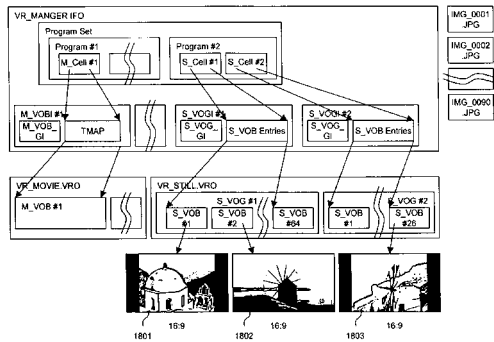 VR_MANGER.IFO
Program Set
Program #1
M_Cell #1
Program #2
S_Cell #1
S_Cell #2
IMG_0001
.JPG
IMG_0002
.JPG
IMG_0090
.JPG
M_VOBI #1
M_VOB_
GI
TMAP
S_VOGI #1
S_VOG_
GI
S_VOB Entries
S_VOGI #2
S_VOG_
GI
S_VOB Entries
VR_MOVIE.VRO
M_VOB #1
VR_STILL.VRO
S_VOG #1
S_VOB
#1
S_VOB
#2
S_VOB
#64
S_VOG #2
S_VOB
#1
S_VOB
#26
1801
16:9
1802
16:9
1803
16:9